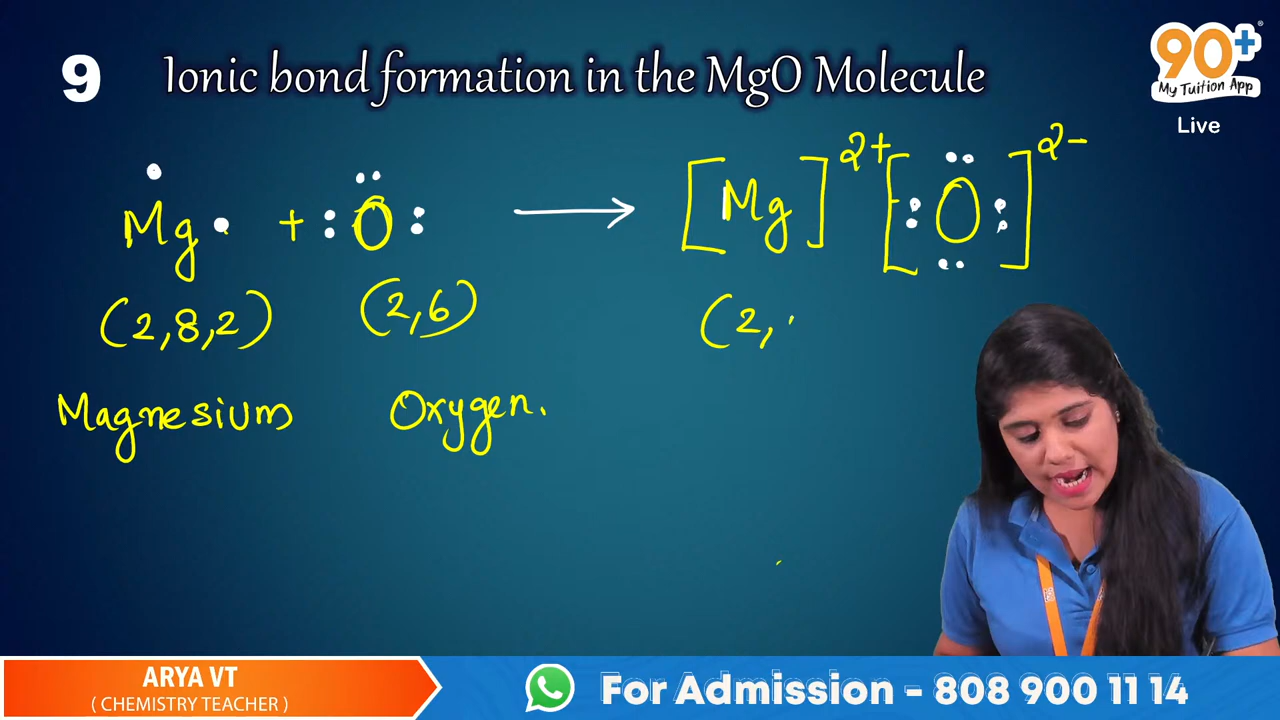 9 Ionic bond formation in the MgO Molecule
90+
My Tuition App
Live
Mg + O → [Mg]2+ [O]2-
(2,8,2) (2,6) (2,
Magnesium Oxygen.
ARYA VT
( CHEMISTRY TEACHER )
For Admission - 808 900 11 14